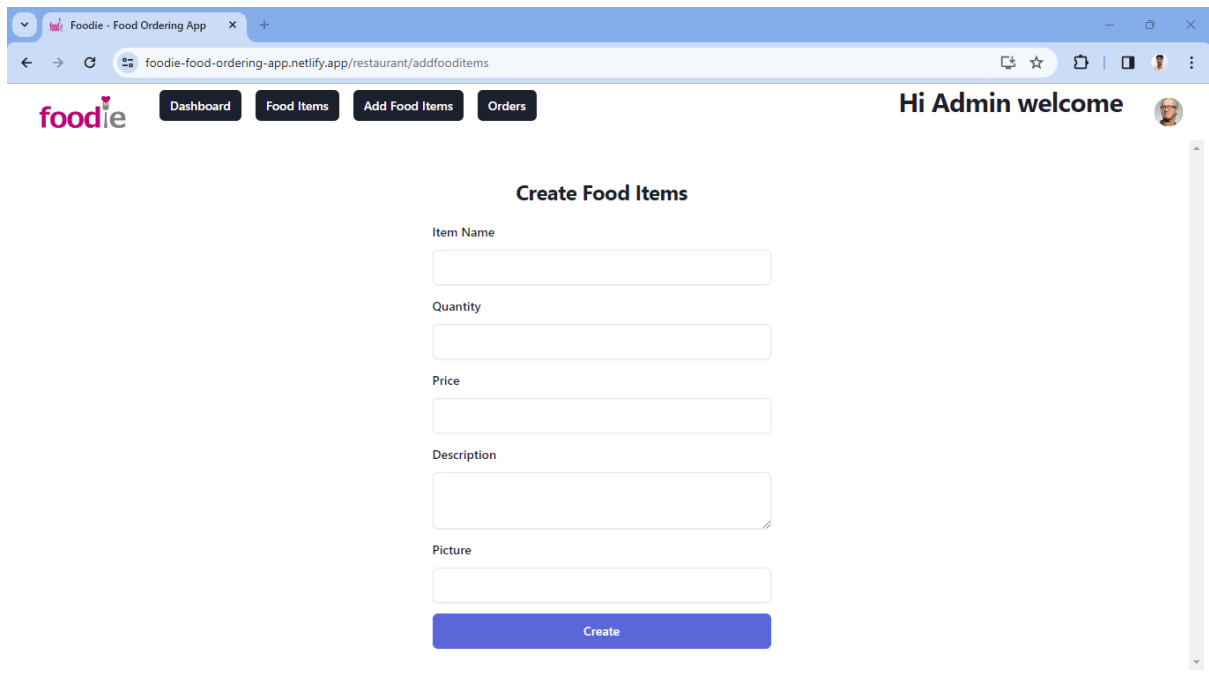 Foodie - Food Ordering App
foodie-food-ordering-app.netlify.app/restaurant/addfooditems
foodie Dashboard Food Items Add Food Items Orders Hi Admin welcome
Create Food Items
Item Name
Quantity
Price
Description
Picture
Create